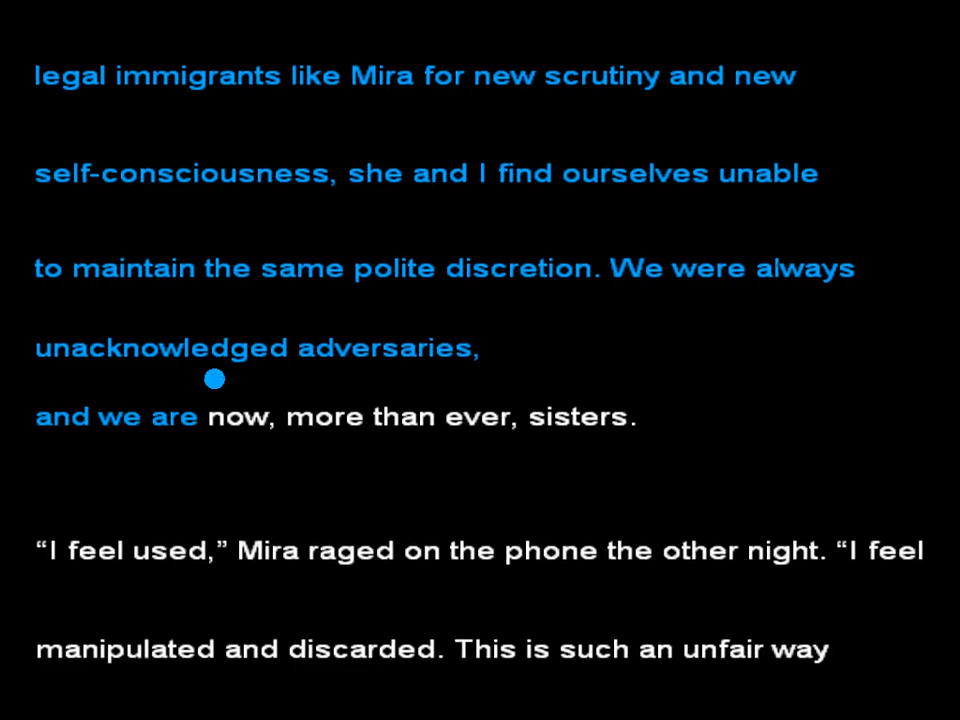 legal immigrants like Mira for new scrutiny and new
self-consciousness, she and I find ourselves unable
to maintain the same polite discretion. We were always
unacknowledged adversaries,
and we are now, more than ever, sisters.
“I feel used,” Mira raged on the phone the other night. “I feel
manipulated and discarded. This is such an unfair way